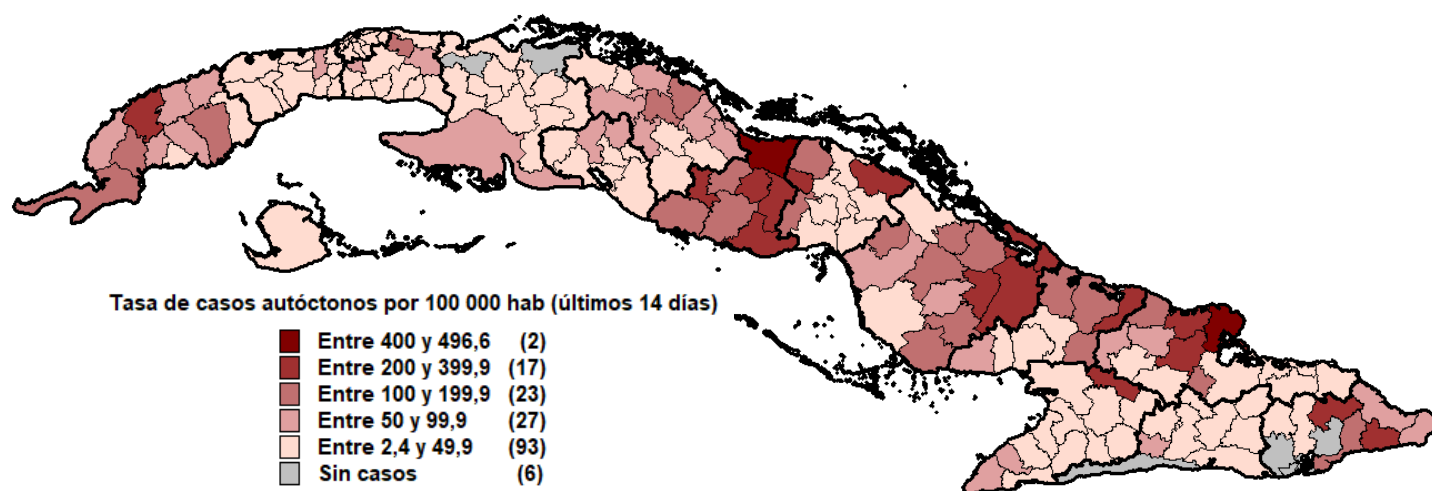 Tasa de casos autóctonos por 100 000 hab (últimos 14 días)
Entre 400 y 496,6 (2)
Entre 200 y 399,9 (17)
Entre 100 y 199,9 (23)
Entre 50 y 99,9 (27)
Entre 2,4 y 49,9 (93)
Sin casos (6)